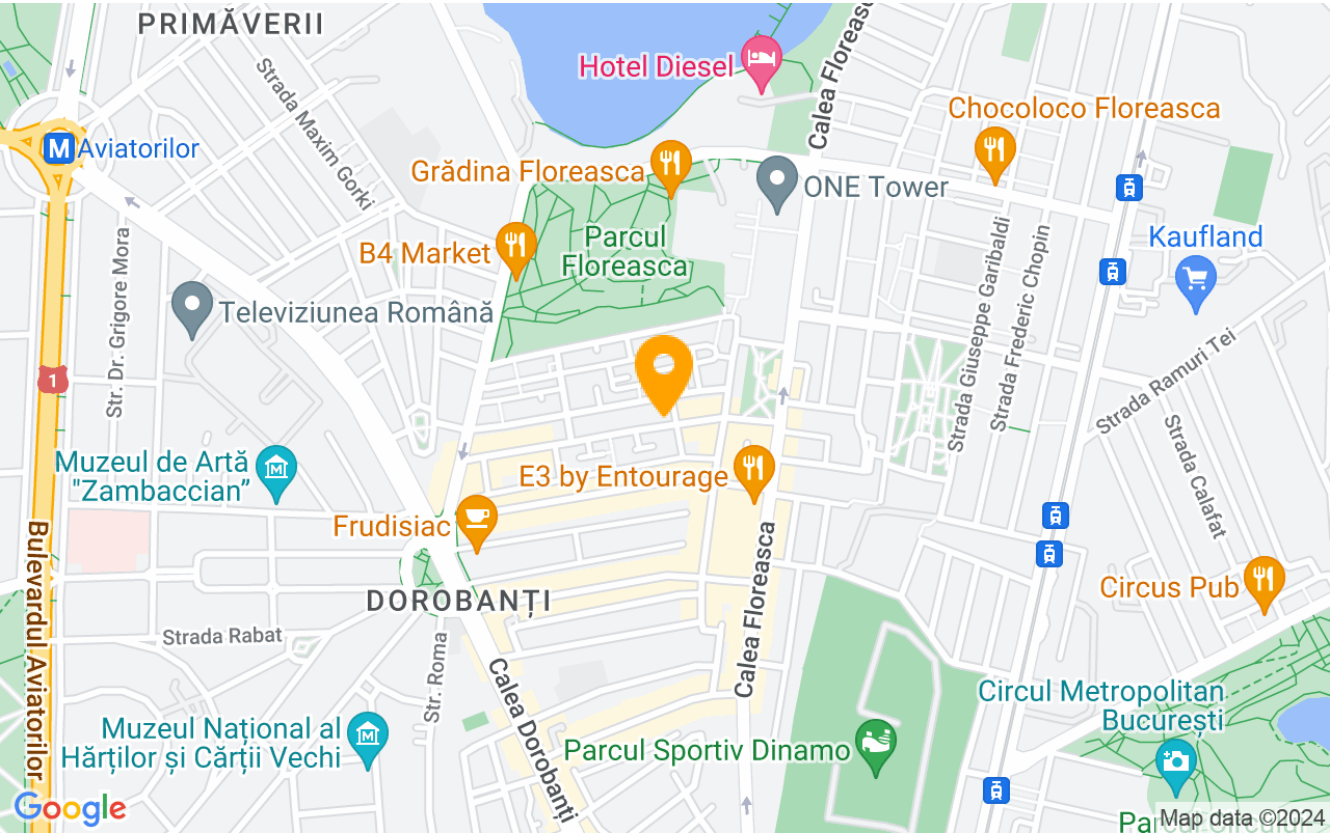 PRIMĂVERII
Hotel Diesel
Calea Floreasca
Strada Maxim Gorki
Chocoloco Floreasca
M
Aviatorilor
Grădina Floreasca
ONE Tower
Parcul
Floreasca
B4 Market
Kaufland
Str. Dr. Grigore Mora
Televiziunea Română
Strada Giuseppe Garibaldi
Strada Frederic Chopin
1
Strada Ramuri Tei
Strada Calafat
Muzeul de Artă
"Zambaccian”
E3 by Entourage
Frudisiac
Bulevardul Aviatorilor
Circus Pub
DOROBANȚI
Calea Floreasca
Strada Rabat
Str. Roma
Calea Dorobanți
Circul Metropolitan
București
Muzeul Național al
Hărților și Cărții Vechi
Parcul Sportiv Dinamo
Google
Map data ©2024